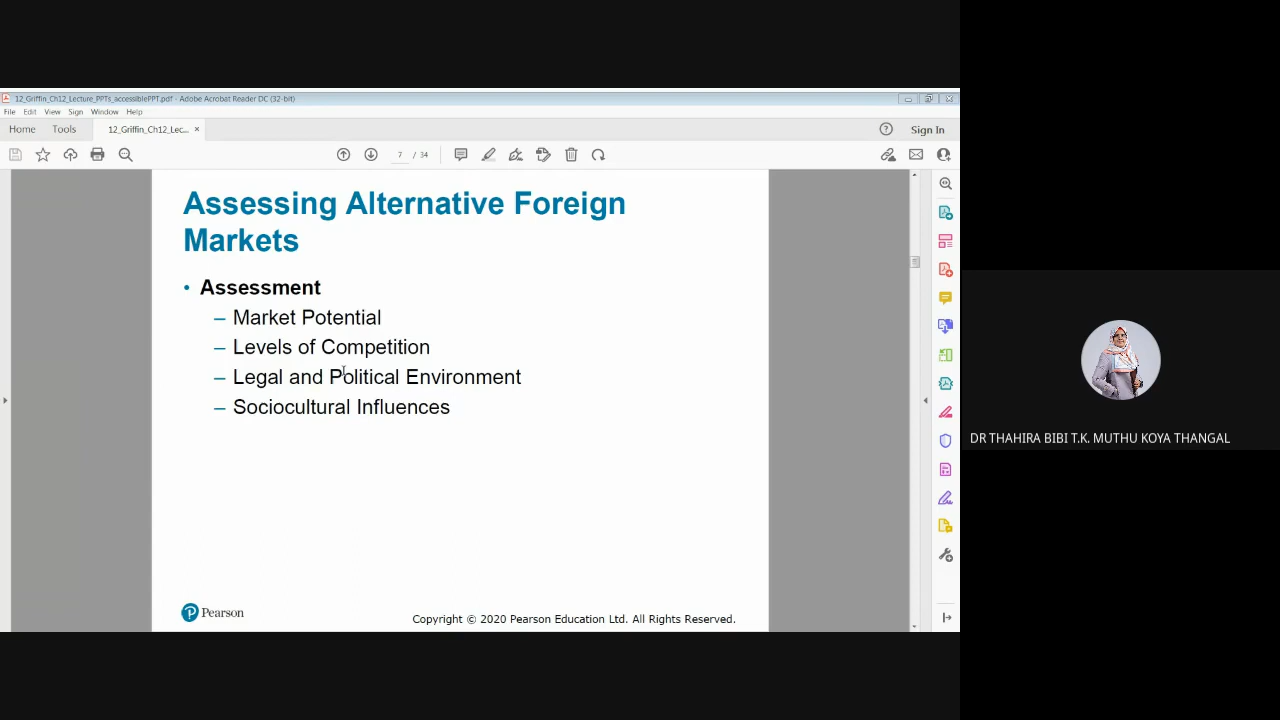 12_Griffin_Ch12_Lecture_PPTs_accessiblePPT.pdf - Adobe Acrobat Reader DC (32-bit)
File Edit View Sign Window Help
Home Tools 12_Griffin_Ch12_Lec... × Sign In
7 / 34
Assessing Alternative Foreign
Markets
• Assessment
– Market Potential
– Levels of Competition
– Legal and Political Environment
– Sociocultural Influences
Pearson
Copyright © 2020 Pearson Education Ltd. All Rights Reserved.
DR THAHIRA BIBI T.K. MUTHU KOYA THANGAL